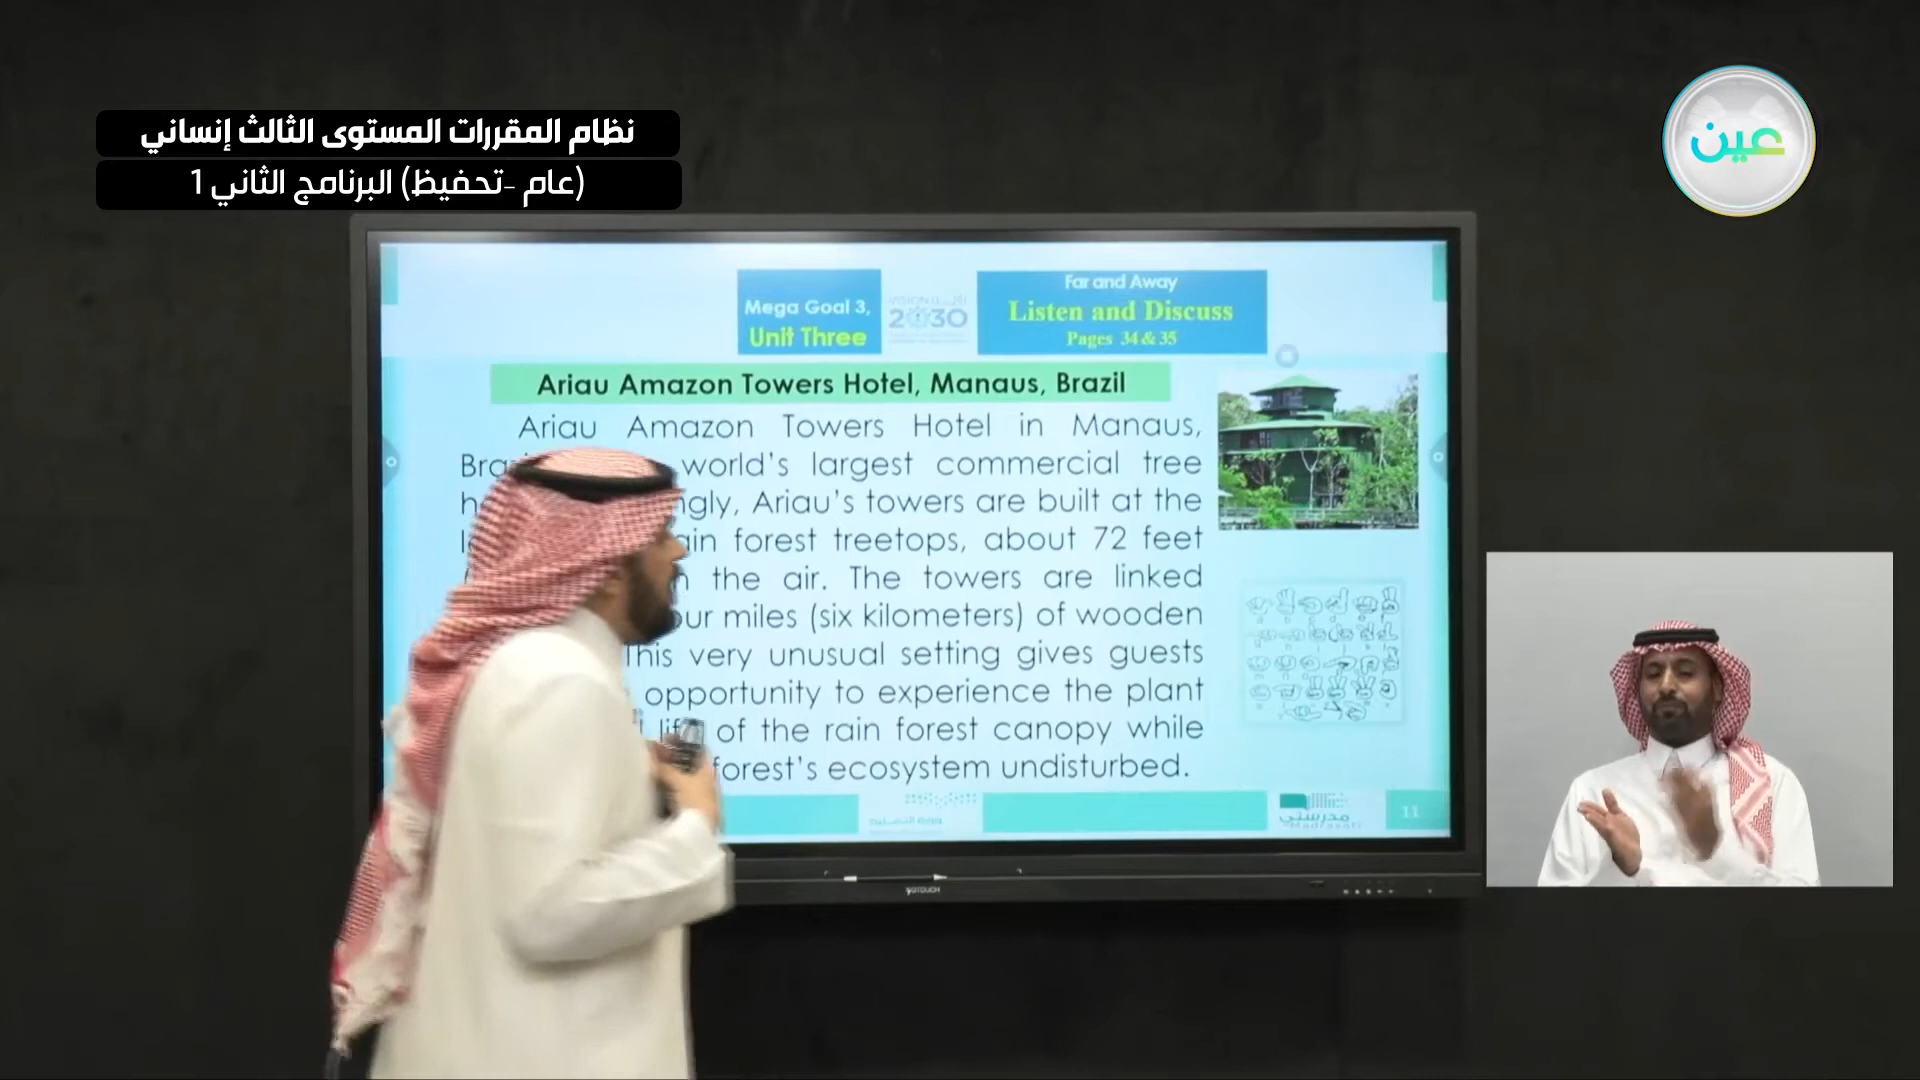 نظام المقررات المستوى الثالث إنساني
(عام -تحفيظ) البرنامج الثاني 1
عين
Mega Goal 3,
Unit Three
VISION
2030
Far and Away
Listen and Discuss
Pages 34 & 35
Ariau Amazon Towers Hotel, Manaus, Brazil
Ariau Amazon Towers Hotel in Manaus,
world's largest commercial tree
Ariau's towers are built at the
forest treetops, about 72 feet
the air. The towers are linked
miles (six kilometers) of wooden
This very unusual setting gives guests
opportunity to experience the plant
of the rain forest canopy while
forest's ecosystem undisturbed.
مدرستي
Madrasati
11